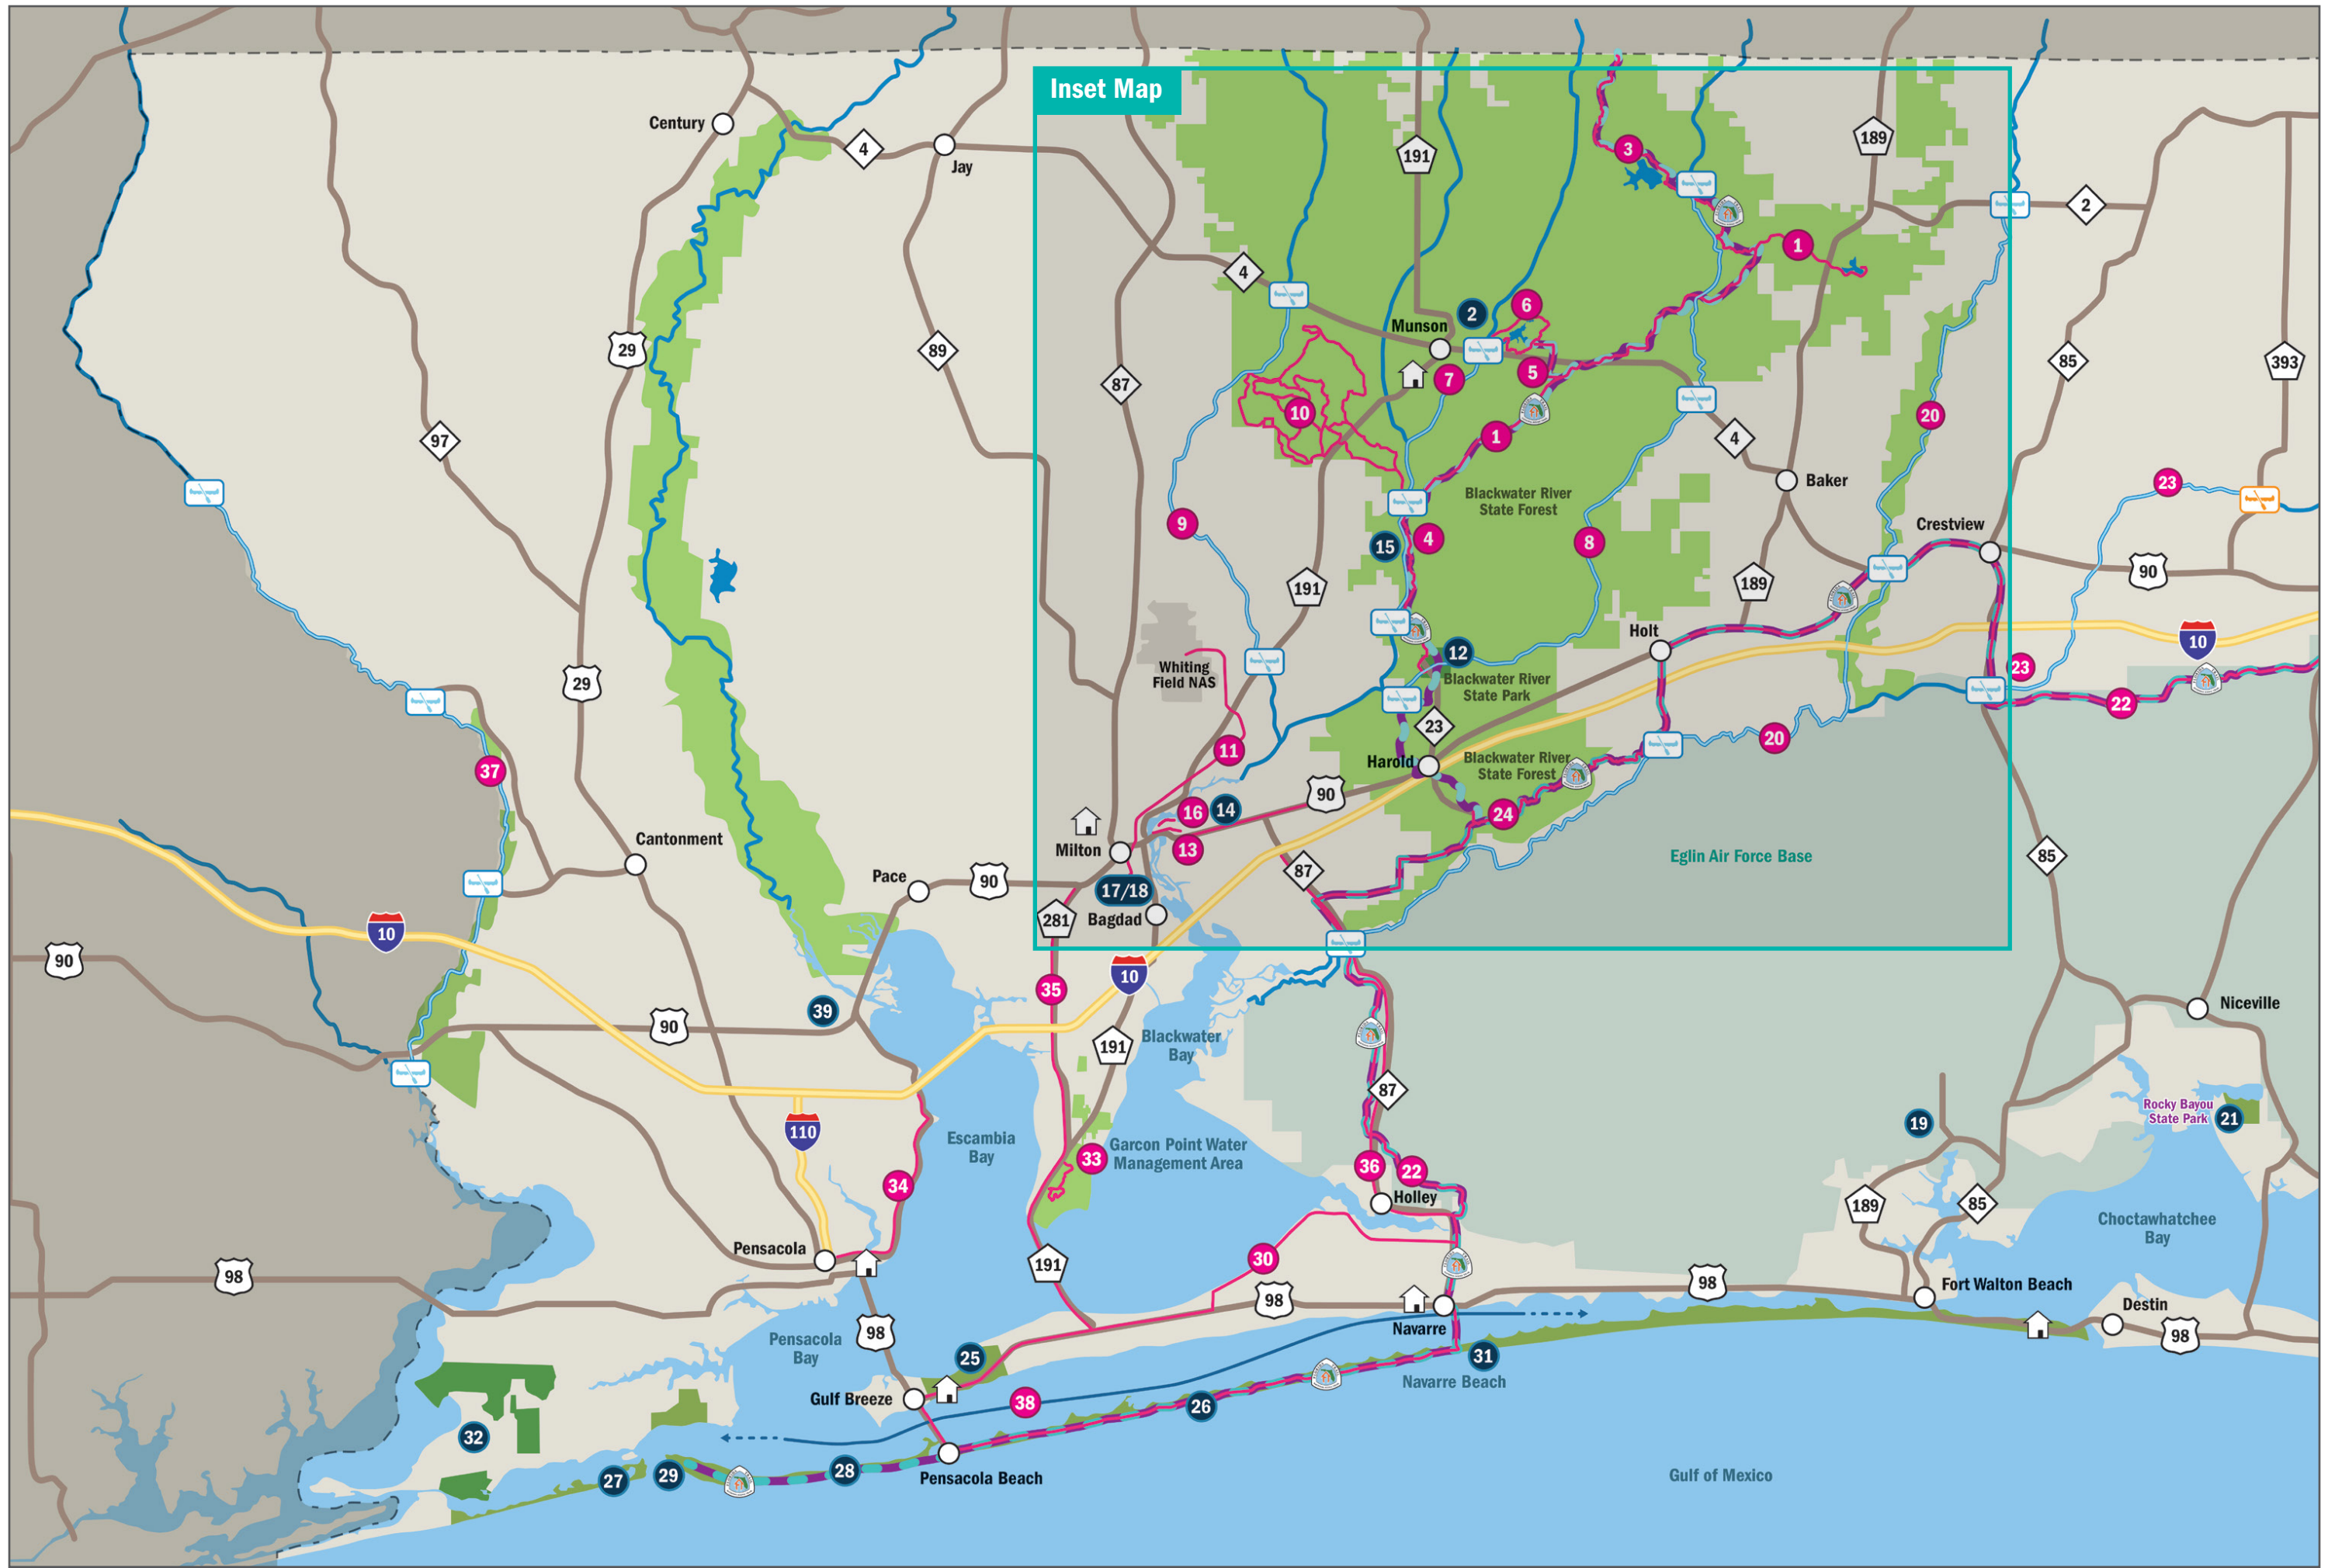 Inset Map
Century
4
Jay
191
3
189
2
1
4
6
2
Munson
29
89
87
7
5
85
393
97
10
1
4
20
Baker
23
Blackwater River
State Forest
9
15
4
8
Crestview
191
189
90
Holt
10
12
Whiting
Field NAS
Blackwater River
State Park
23
29
22
23
11
20
37
Harold
Blackwater River
State Forest
90
16
14
24
13
Milton
Cantonment
Eglin Air Force Base
85
87
Pace
90
17/18
281
Bagdad
10
90
10
35
39
90
Niceville
191
Blackwater
Bay
87
Rocky Bayou
State Park
21
19
110
Escambia
Bay
Garcon Point Water
Management Area
33
36
22
34
Holley
189
85
Choctawhatchee
Bay
Pensacola
191
30
98
98
98
Fort Walton Beach
Destin
98
Navarre
98
Pensacola
Bay
25
31
Navarre Beach
Gulf Breeze
38
26
32
28
29
27
Pensacola Beach
Gulf of Mexico